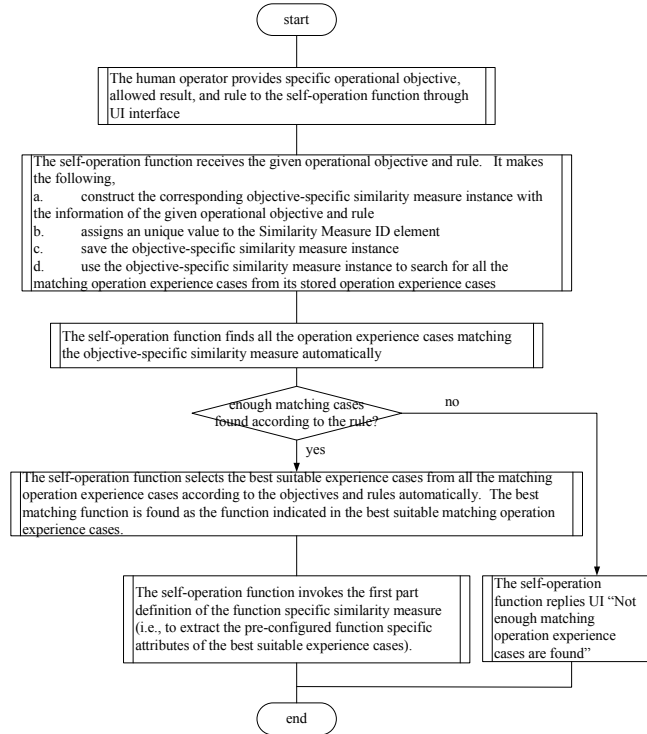 start
The human operator provides specific operational objective,
allowed result, and rule to the self-operation function through
UI interface
The self-operation function receives the given operational objective and rule. It makes
the following,
a. construct the corresponding objective-specific similarity measure instance with
the information of the given operational objective and rule
b. assigns an unique value to the Similarity Measure ID element
c. save the objective-specific similarity measure instance
d. use the objective-specific similarity measure instance to search for all the
matching operation experience cases from its stored operation experience cases
The self-operation function finds all the operation experience cases matching
the objective-specific similarity measure automatically
enough matching cases
found according to the rule?
no
yes
The self-operation function selects the best suitable experience cases from all the matching
operation experience cases according to the objectives and rules automatically. The best
matching function is found as the function indicated in the best suitable matching operation
experience cases.
The self-operation function invokes the first part
definition of the function specific similarity measure
(i.e., to extract the pre-configured function specific
attributes of the best suitable experience cases).
The self-operation
function replies UI “Not
enough matching
operation experience
cases are found”
end